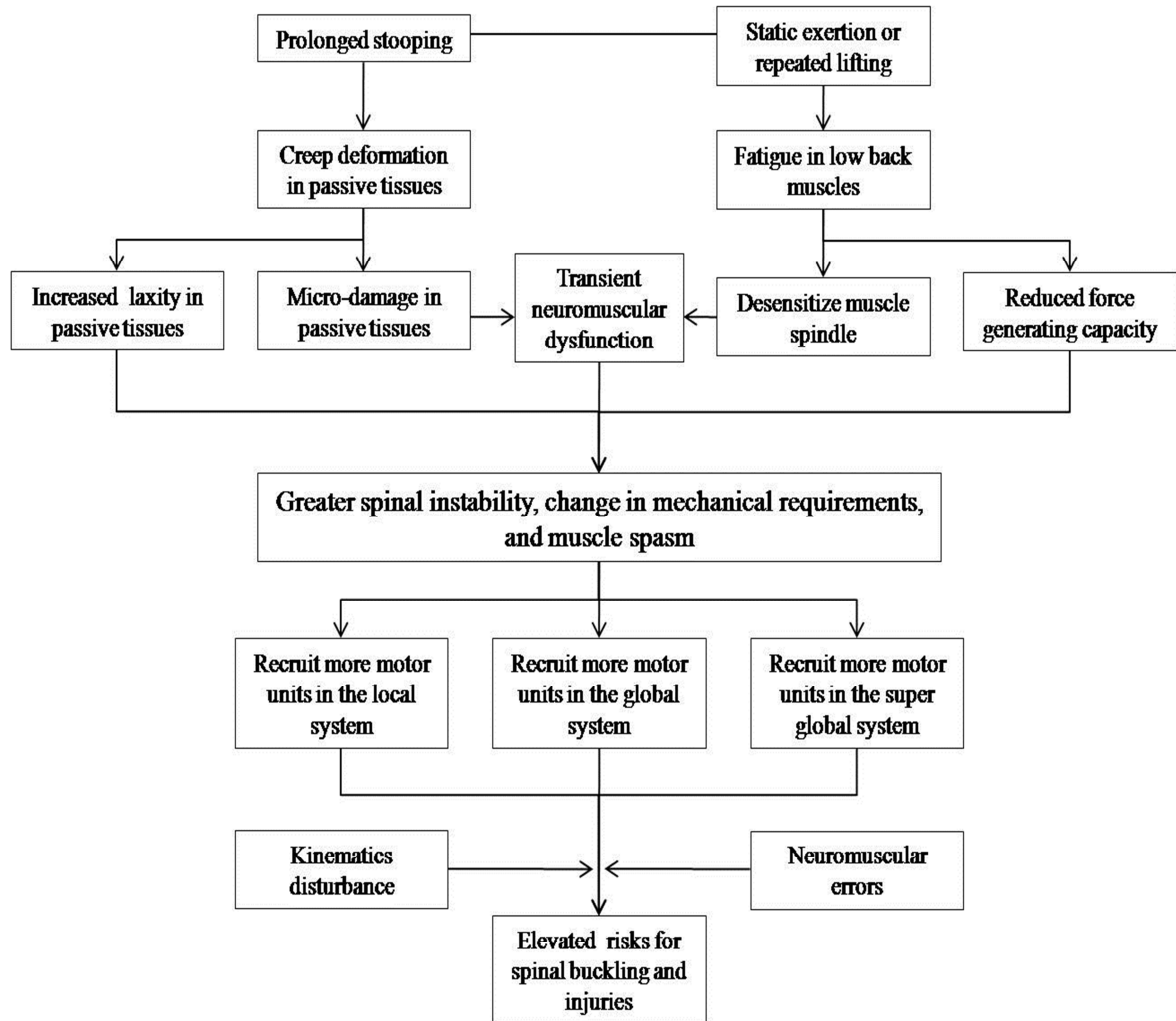 Prolonged stooping
Static exertion or
repeated lifting
Creep deformation
in passive tissues
Fatigue in low back
muscles
Increased laxity in
passive tissues
Micro-damage in
passive tissues
Transient
neuromuscular
dysfunction
Desensitize muscle
spindle
Reduced force
generating capacity
Greater spinal instability, change in mechanical requirements,
and muscle spasm
Recruit more motor
units in the local
system
Recruit more motor
units in the global
system
Recruit more motor
units in the super
global system
Kinematics
disturbance
Neuromuscular
errors
Elevated risks for
spinal buckling and
injuries